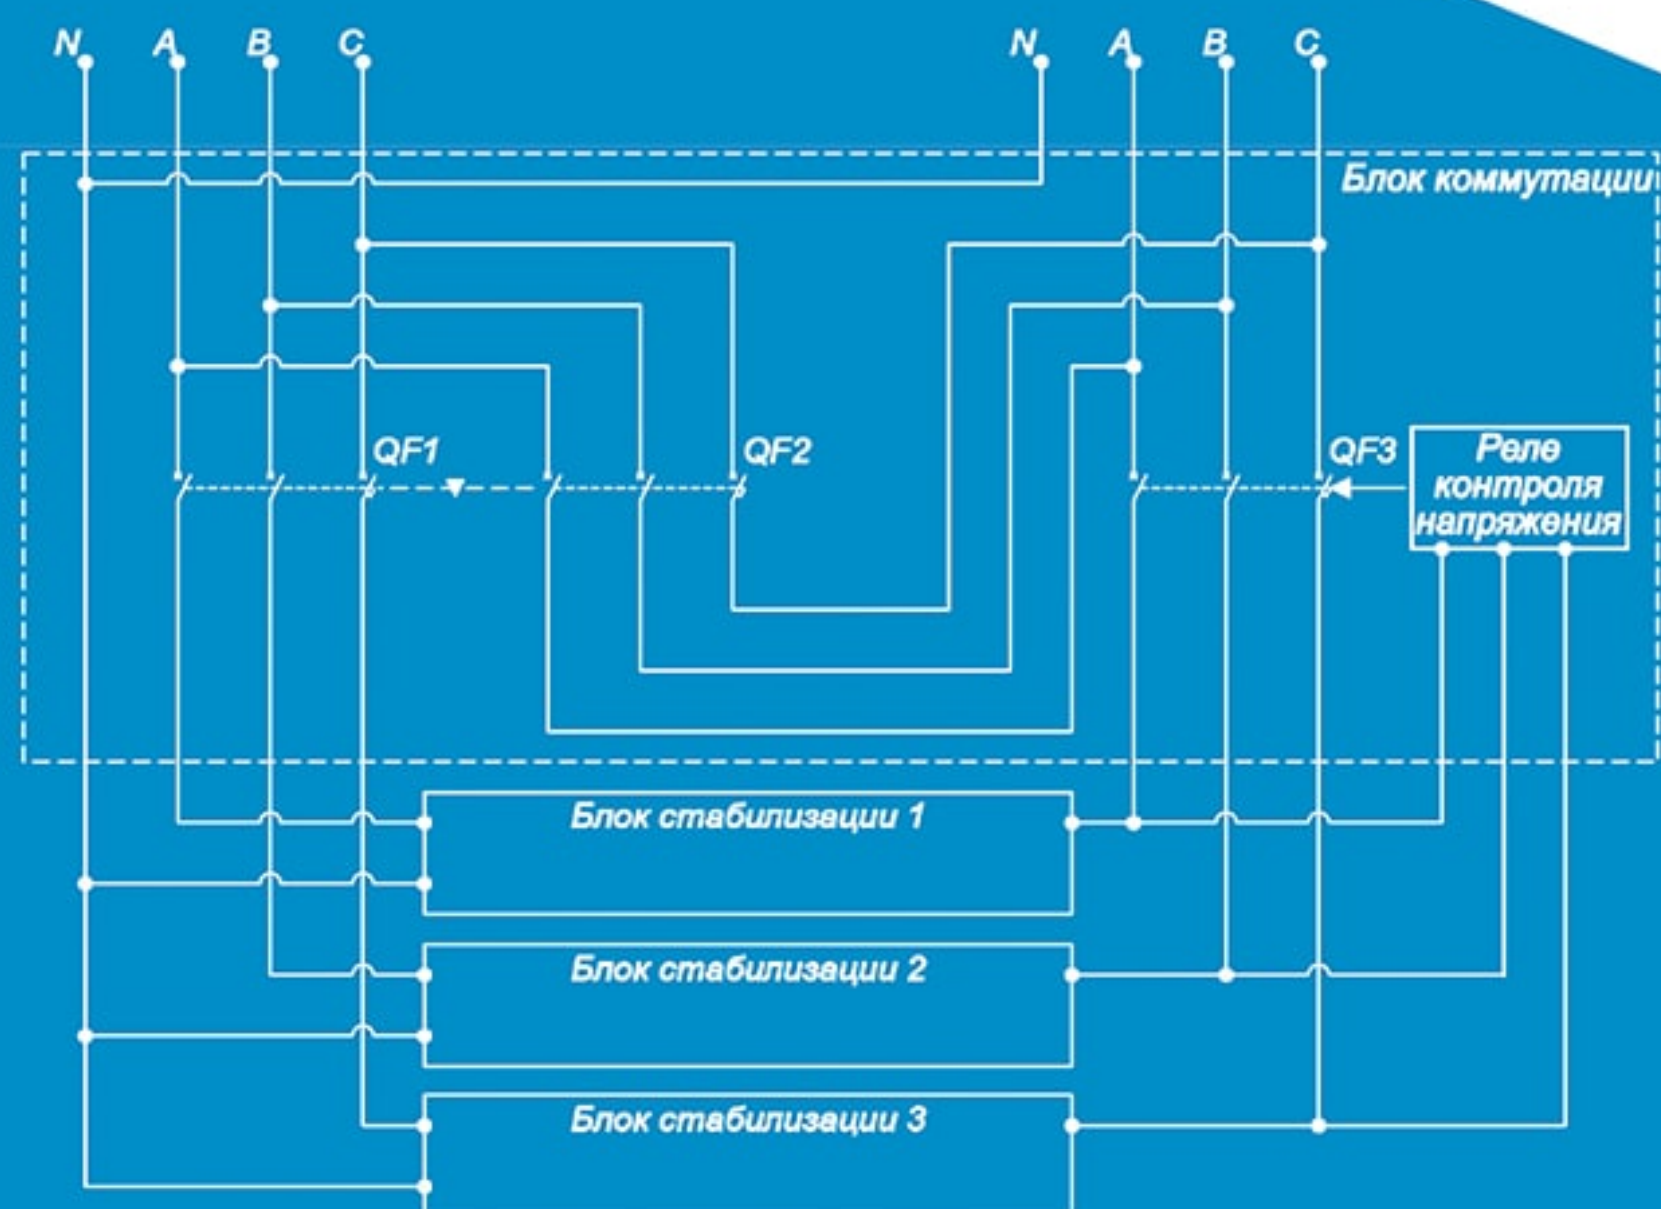 N A B C N A B C
Блок коммутации
QF1 QF2 QF3
Реле
контроля
напряжения
Блок стабилизации 1
Блок стабилизации 2
Блок стабилизации 3